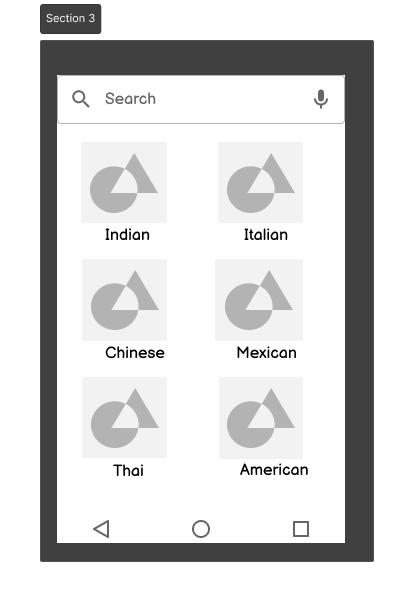 Section 3
Search
Indian
Italian
Chinese
Mexican
Thai
American